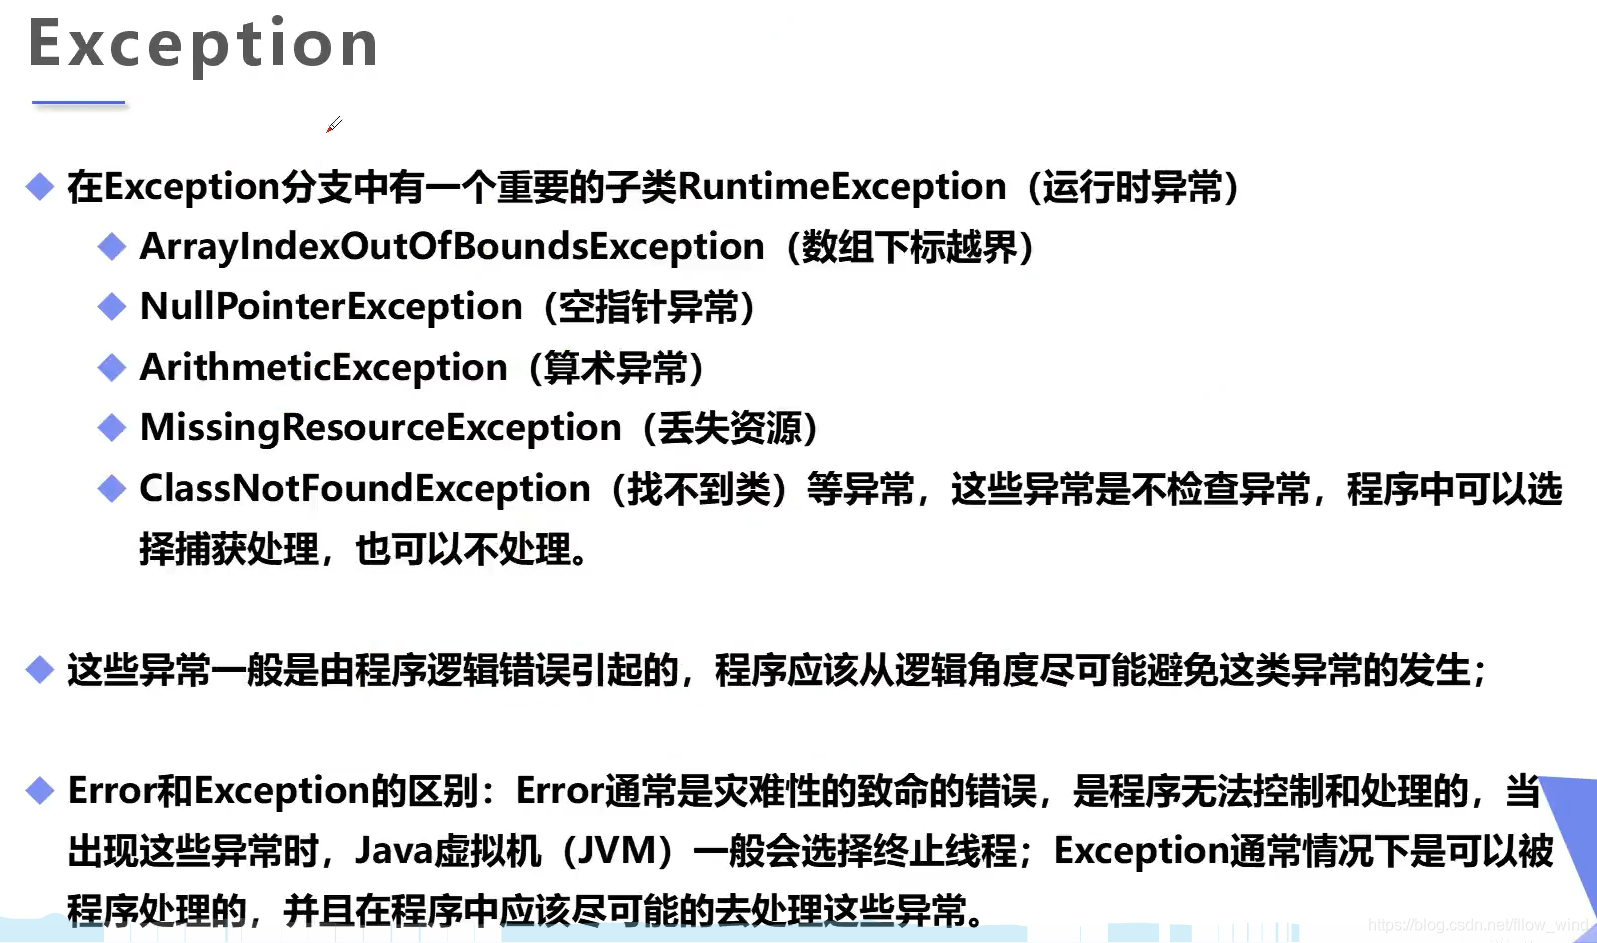 Exception
在Exception分支中有一个重要的子类RuntimeException（运行时异常）
ArrayIndexOutOfBoundsException（数组下标越界）
NullPointerException（空指针异常）
ArithmeticException（算术异常）
MissingResourceException（丢失资源）
ClassNotFoundException（找不到类）等异常，这些异常是不检查异常，程序中可以选
择捕获处理，也可以不处理。
这些异常一般是由程序逻辑错误引起的，程序应该从逻辑角度尽可能避免这类异常的发生；
Error和Exception的区别：Error通常是灾难性的致命的错误，是程序无法控制和处理的，当
出现这些异常时，Java虚拟机（JVM）一般会选择终止线程；Exception通常情况下是可以被
程序处理的，并且在程序中应该尽可能的去处理这些异常。
https://blog.csdn.net/fllow_wind